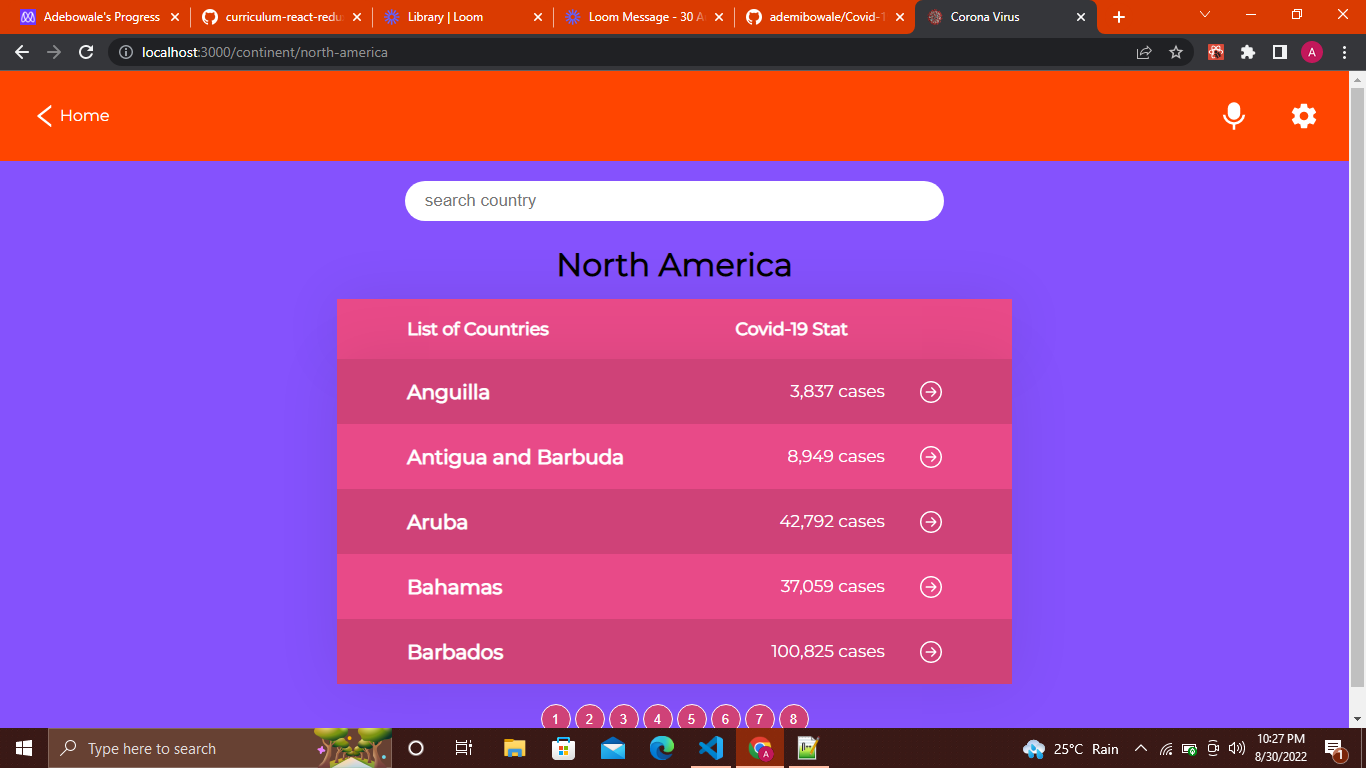 Adebowale's Progress
curriculum-react-redu
Library | Loom
Loom Message - 30 A
ademibowale/Covid-1
Corona Virus
localhost:3000/continent/north-america
A
Home
search country
North America
List of Countries Covid-19 Stat
Anguilla 3,837 cases
Antigua and Barbuda 8,949 cases
Aruba 42,792 cases
Bahamas 37,059 cases
Barbados 100,825 cases
1 2 3 4 5 6 7 8
Type here to search
A
25°C Rain
10:27 PM
8/30/2022
1